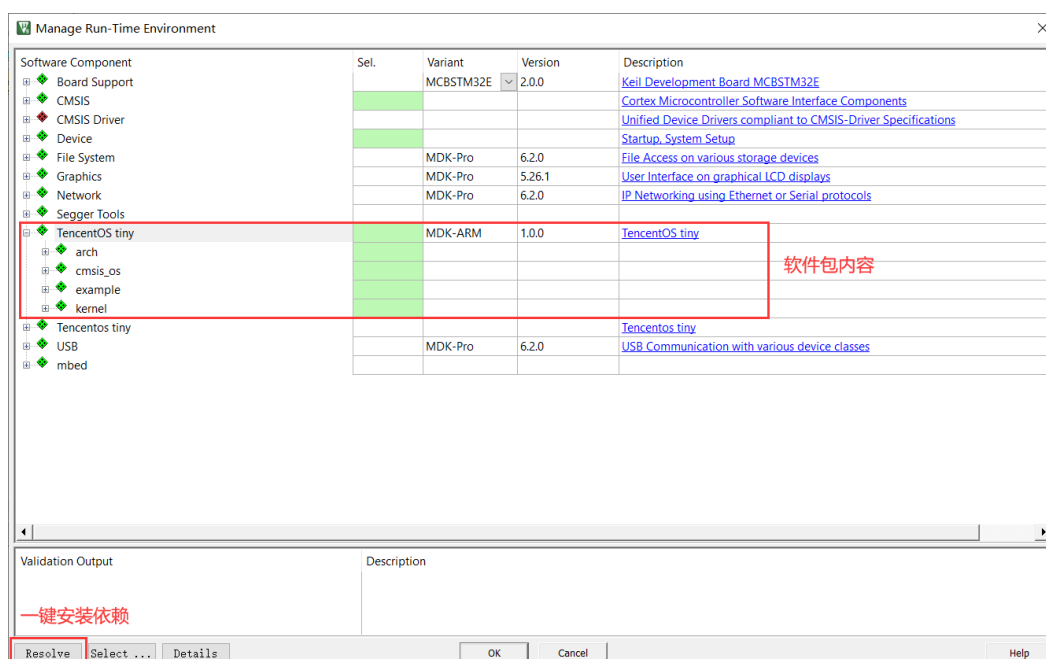 Manage Run-Time Environment
Software Component Sel. Variant Version Description
Board Support MCBSTM32E 2.0.0 Keil Development Board MCBSTM32E
CMSIS Cortex Microcontroller Software Interface Components
CMSIS Driver Unified Device Drivers compliant to CMSIS-Driver Specifications
Device Startup, System Setup
File System MDK-Pro 6.2.0 File Access on various storage devices
Graphics MDK-Pro 5.26.1 User Interface on graphical LCD displays
Network MDK-Pro 6.2.0 IP Networking using Ethernet or Serial protocols
Segger Tools
TencentOS tiny MDK-ARM 1.0.0 TencentOS tiny
arch
软件包内容
cmsis_os
example
kernel
Tencentos tiny Tencentos tiny
USB MDK-Pro 6.2.0 USB Communication with various device classes
mbed
Validation Output Description
一键安装依赖
Resolve Select ... Details OK Cancel Help